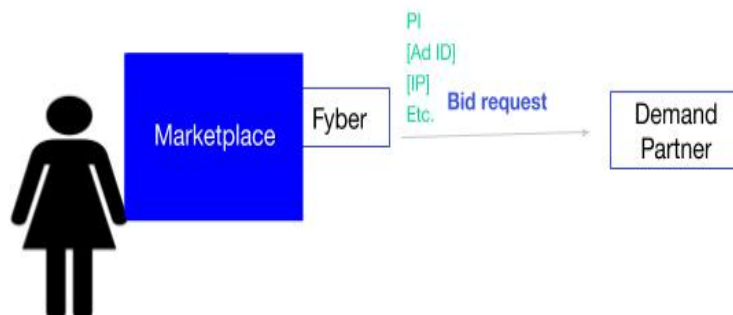 Marketplace
Fyber
PI
[Ad ID]
[IP]
Etc.
Bid request
Demand
Partner